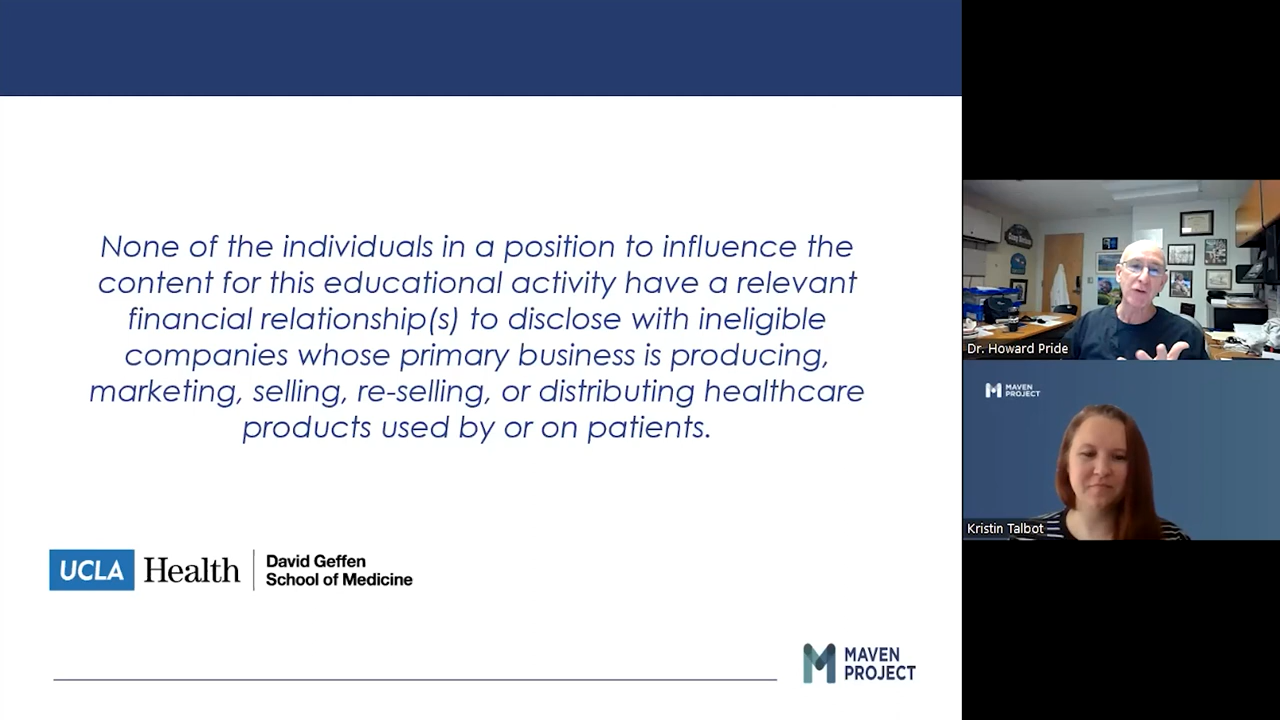 None of the individuals in a position to influence the
content for this educational activity have a relevant
financial relationship(s) to disclose with ineligible
companies whose primary business is producing,
marketing, selling, re-selling, or distributing healthcare
products used by or on patients.
UCLA Health
David Geffen
School of Medicine
MAVEN
PROJECT
Dr. Howard Pride
MAVEN
PROJECT
Kristin Talbot